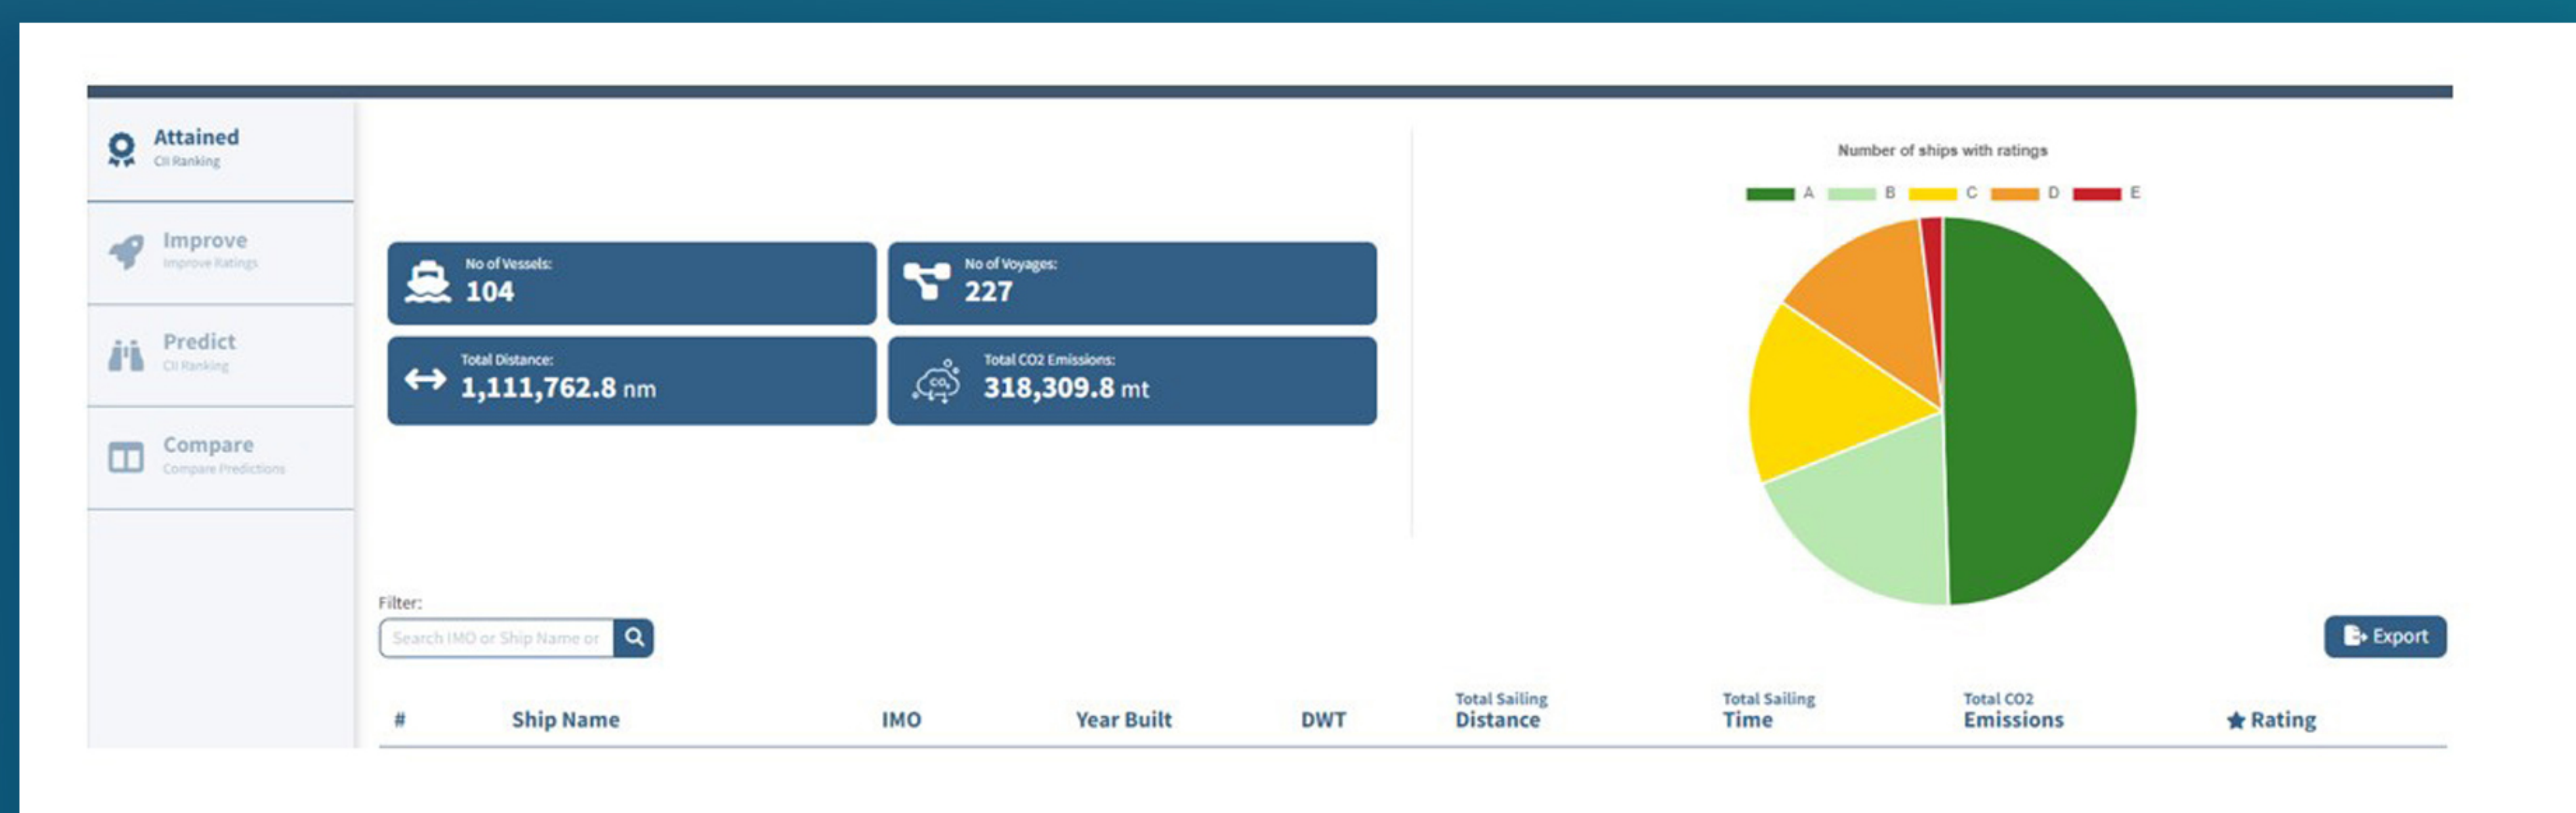 Attained
CII Ranking
Improve
Improve Ratings
Predict
CII Ranking
Compare
Compare Predictions
No of Vessels:
104
No of Voyages:
227
Total Distance:
1,111,762.8 nm
Total CO2 Emissions:
318,309.8 mt
CO₂
Number of ships with ratings
A B C D E
Filter:
Search IMO or Ship Name or
Export
# Ship Name IMO Year Built DWT Total Sailing Distance Total Sailing Time Total CO2 Emissions Rating